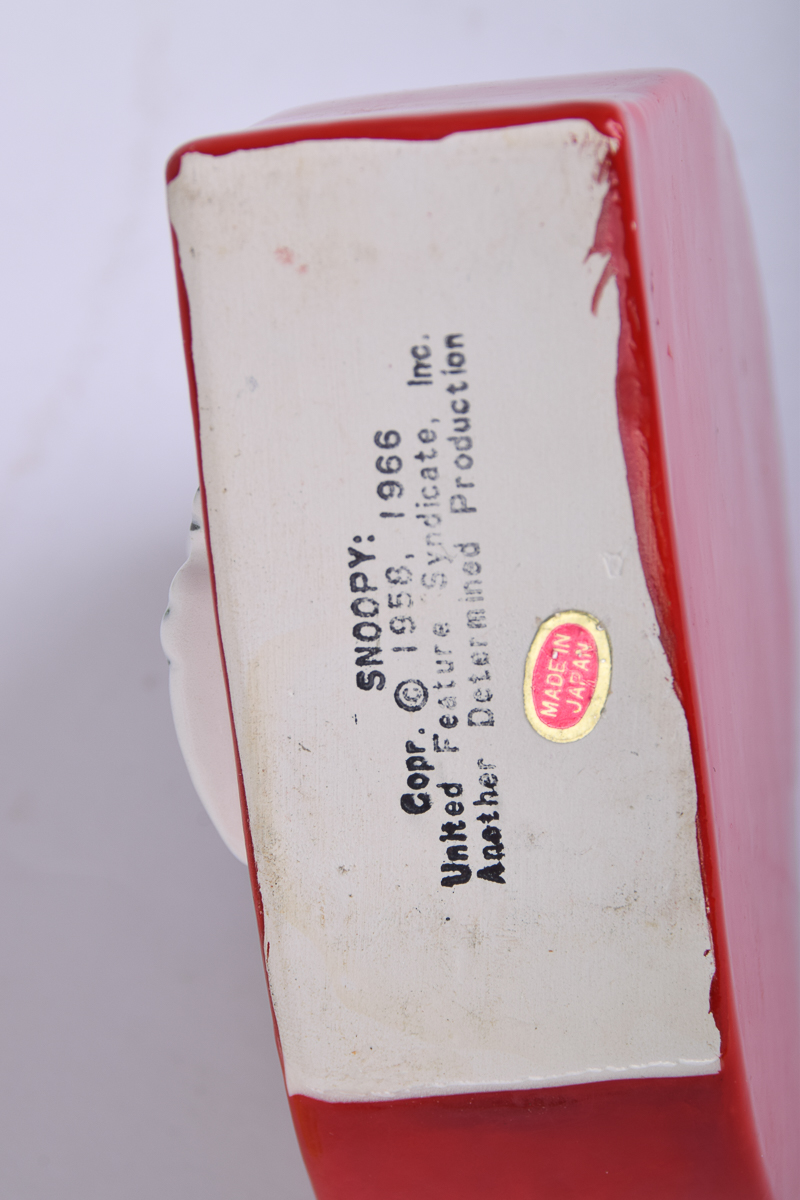 SNOOPY:
Copr. © 1958, 1966
United Feature Syndicate, Inc.
Another Determined Production
MADE IN
JAPAN